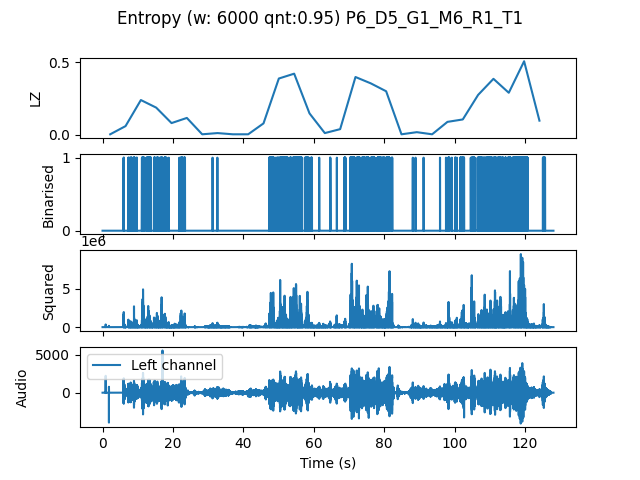 Entropy (w: 6000 qnt:0.95) P6_D5_G1_M6_R1_T1
0.5
LZ
0.0
1
Binarised
0
1e6
5
Squared
0
5000
Left channel
Audio
0
0 20 40 60 80 100 120
Time (s)